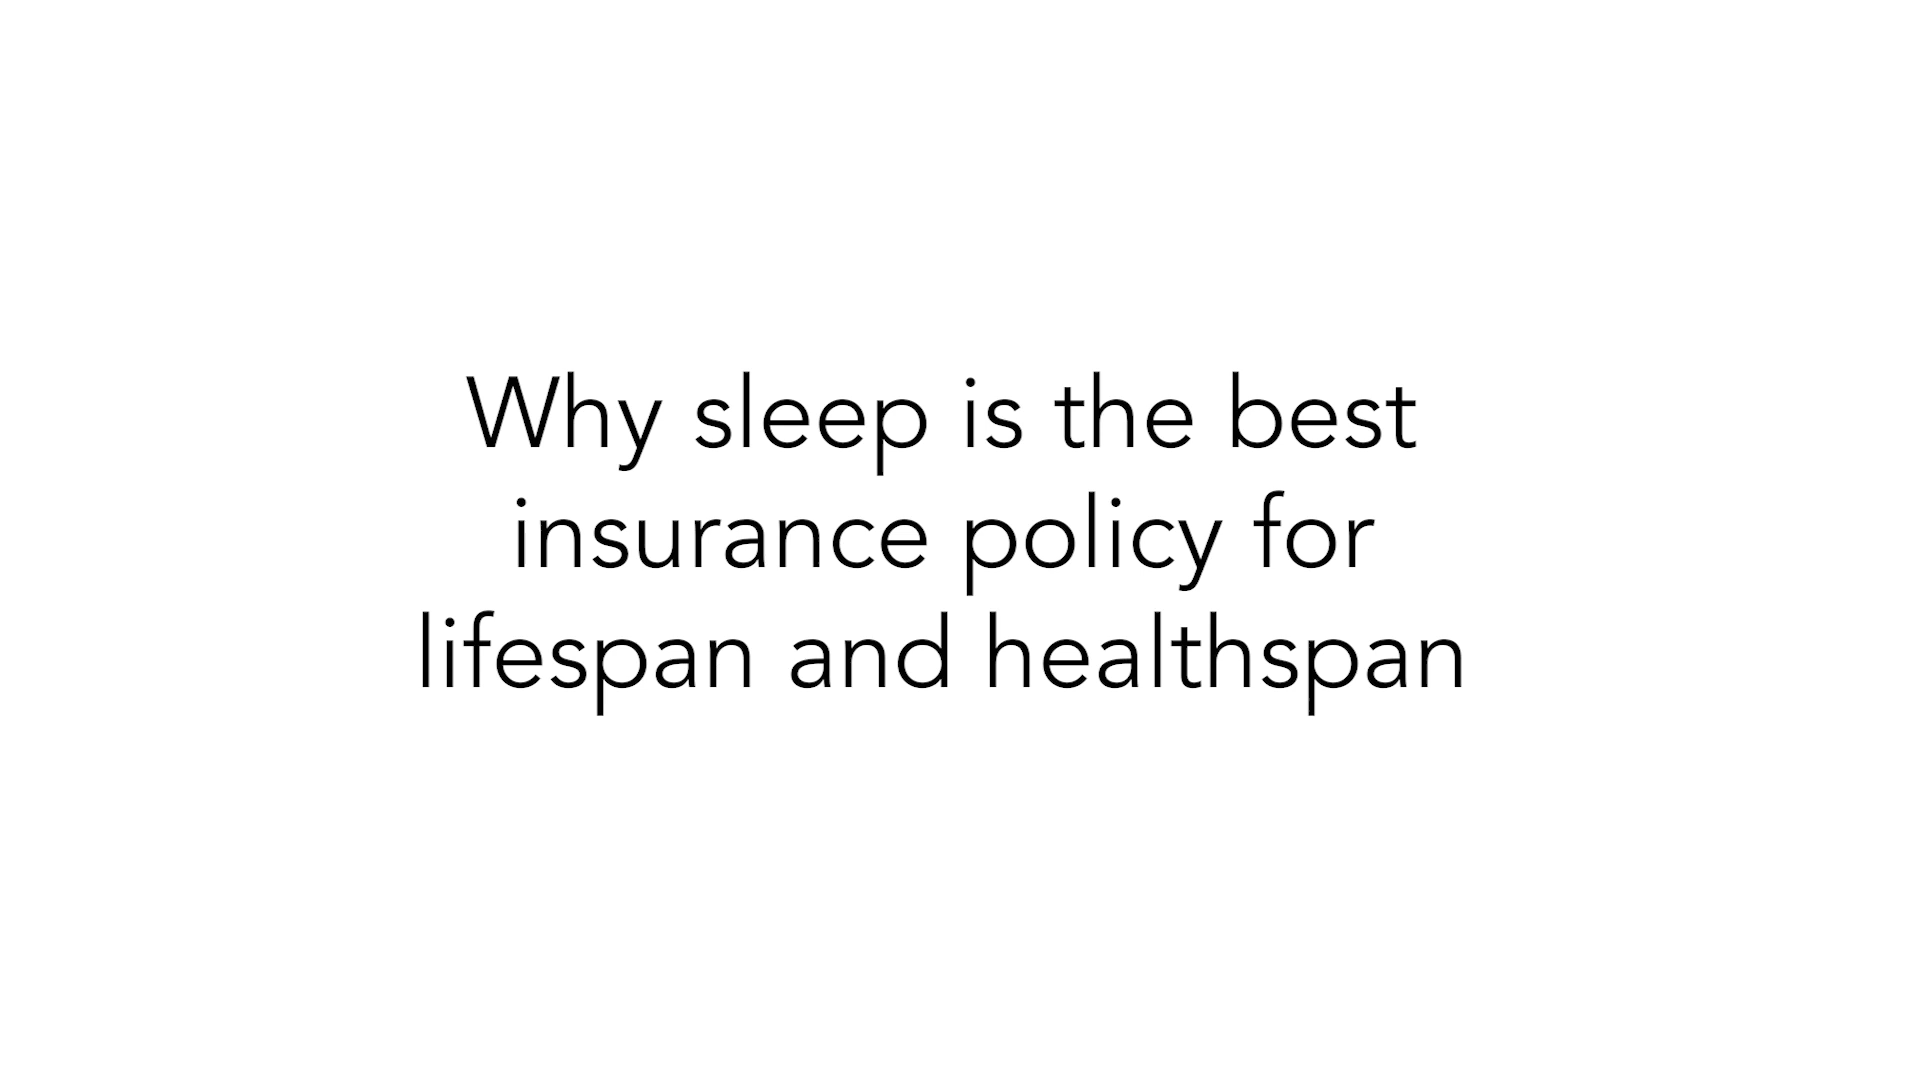 Why sleep is the best
insurance policy for
lifespan and healthspan